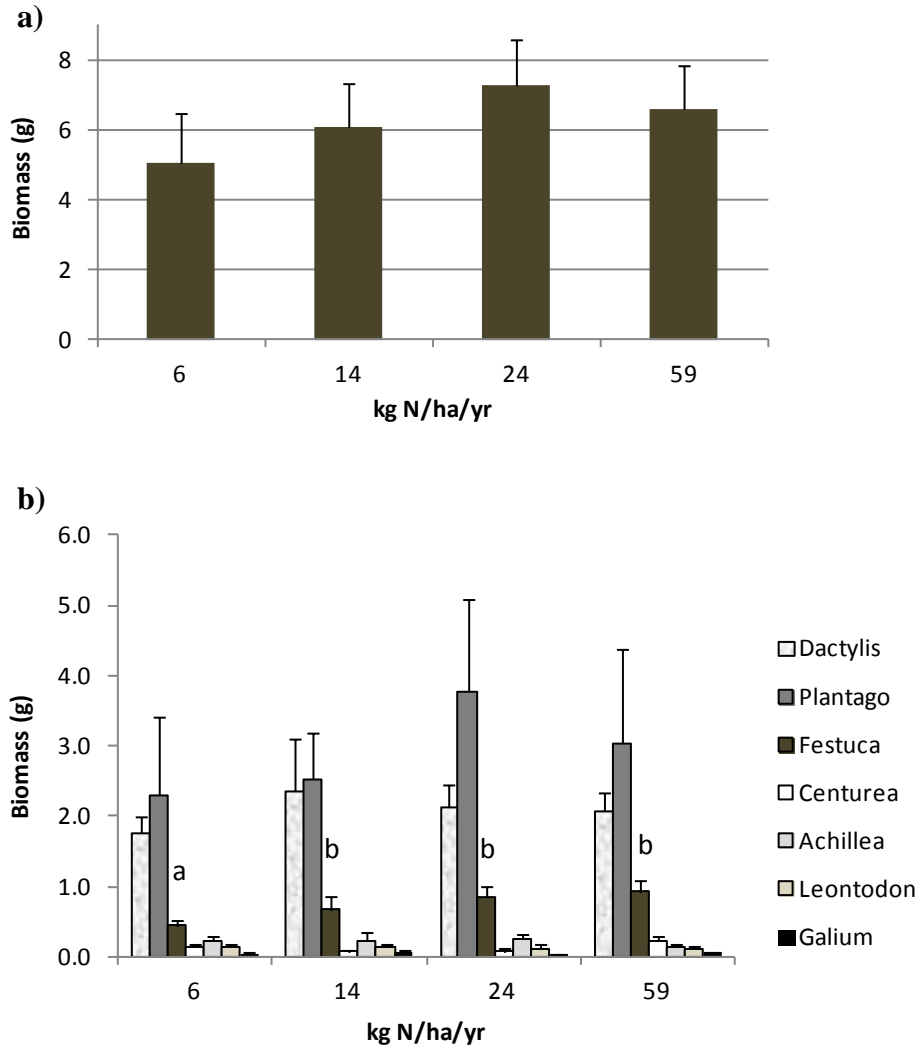 a)
Biomass (g)
8
6
4
2
0
6 14 24 59
kg N/ha/yr
b)
Biomass (g)
6.0
5.0
4.0
3.0
2.0
1.0
0.0
a b b b
6 14 24 59
kg N/ha/yr
Dactylis
Plantago
Festuca
Centurea
Achillea
Leontodon
Galium